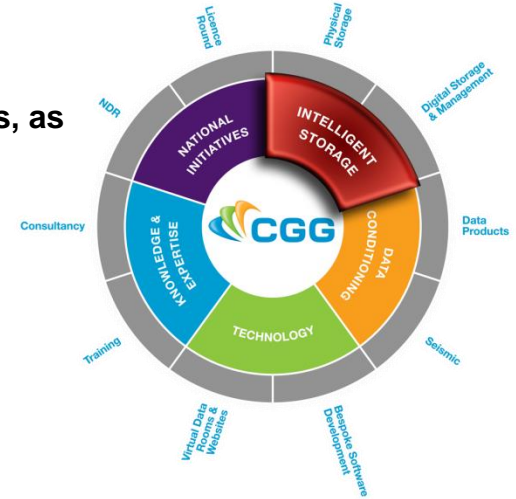 s, as
Licence
Round
Physical
Storage
Digital Storage
& Management
Data
Products
Seismic
Bespoke Software
Development
Virtual Data
Rooms &
Websites
Training
Consultancy
NDR
NATIONAL
INITIATIVES
INTELLIGENT
STORAGE
DATA
CONDITIONING
TECHNOLOGY
KNOWLEDGE &
EXPERTISE
CGG